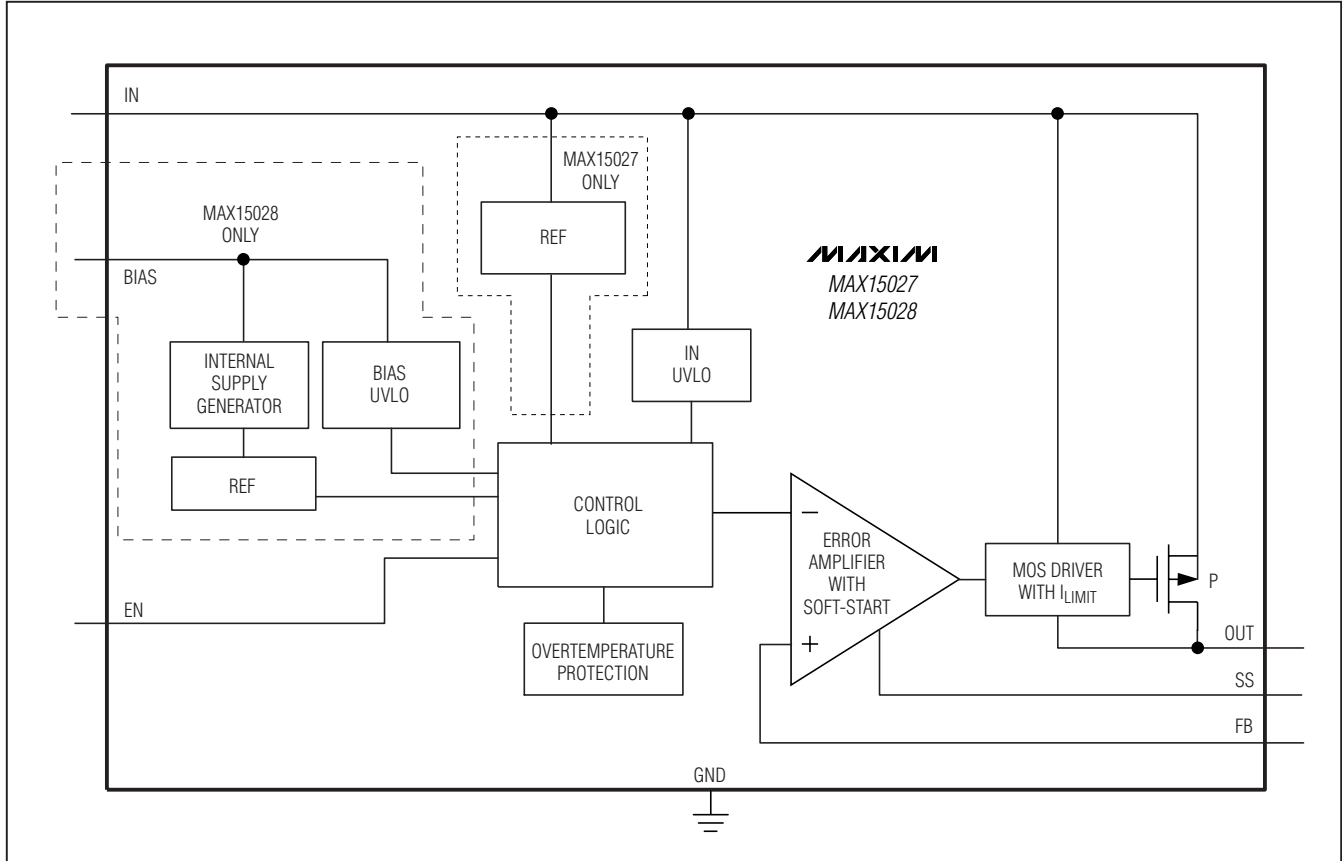 IN
MAX15027
ONLY
MAX15028
ONLY
REF
MAXIM
MAX15027
MAX15028
BIAS
INTERNAL
SUPPLY
GENERATOR
BIAS
UVLO
IN
UVLO
REF
CONTROL
LOGIC
−
ERROR
AMPLIFIER
WITH
SOFT-START
+
MOS DRIVER
WITH ILIMIT
P
EN
OVERTEMPERATURE
PROTECTION
OUT
SS
FB
GND